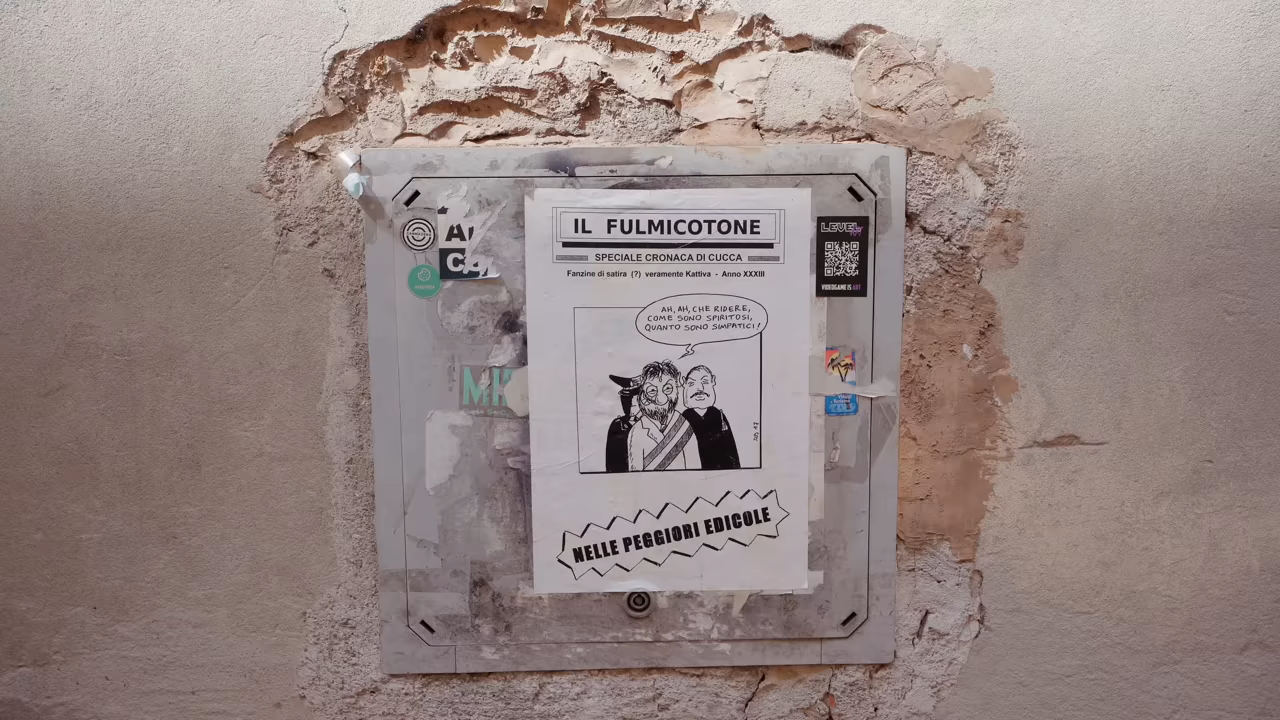 IL FULMICOTONE
SPECIALE CRONACA DI CUCCA
Fanzine di satira (?) veramente Kattiva - Anno XXXIII
AH, AH, CHE RIDERE,
COME SONO SPIRITOSI,
QUANTO SONO SIMPATICI!
NELLE PEGGIORI EDICOLE
LEVEL
VIDEOGAME IS ART